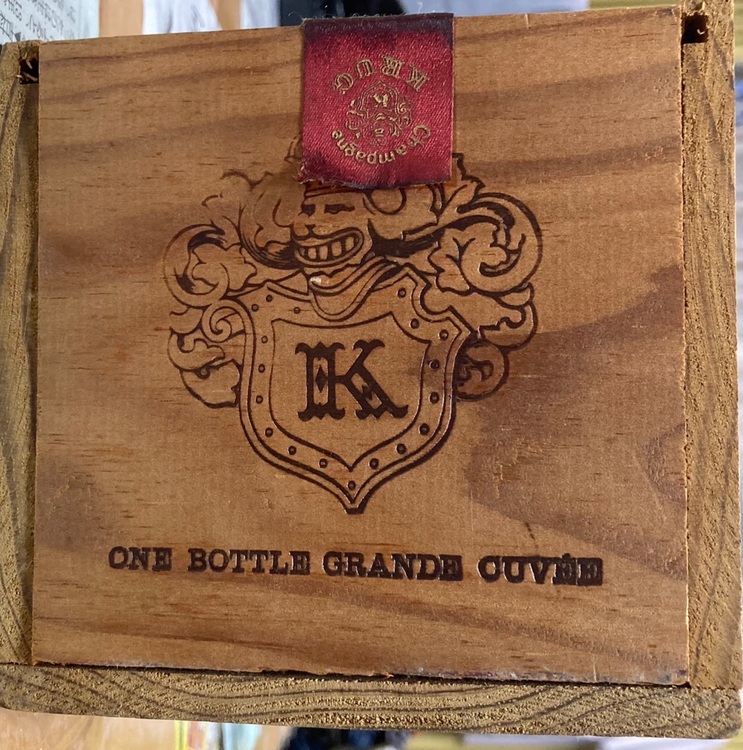 KRUG
Champagne
K
ONE BOTTLE GRANDE CUVÉE